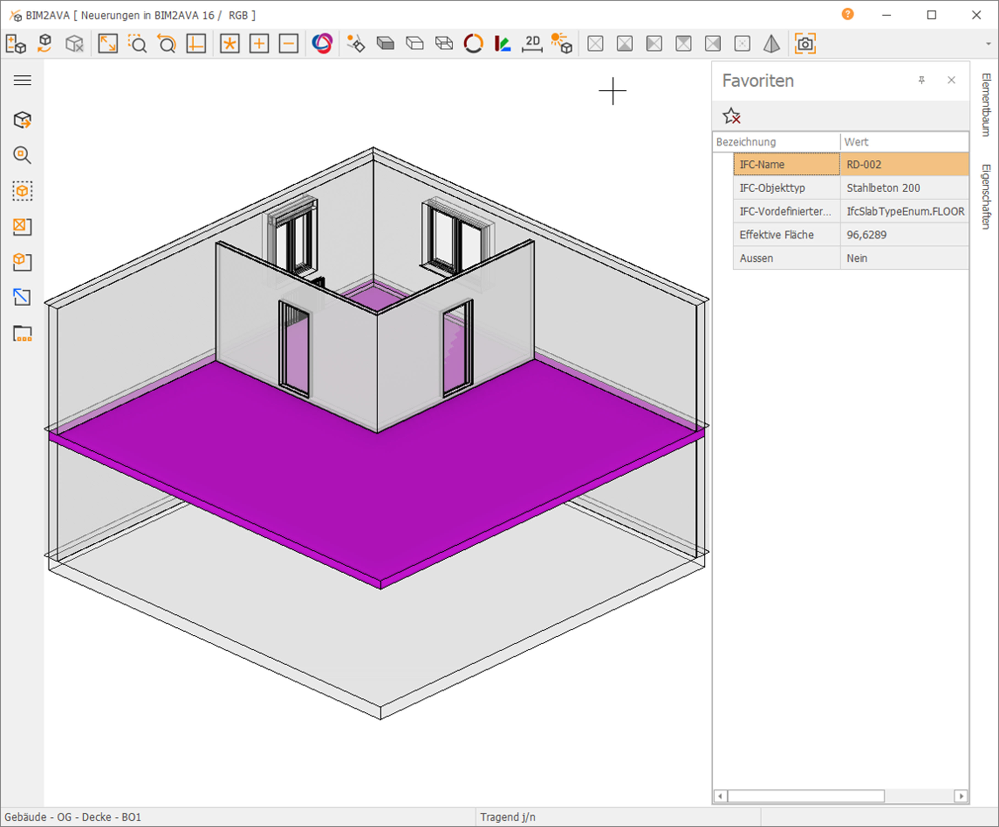 BIM2AVA [ Neuerungen in BIM2AVA 16 / RGB ]
?
2D
Favoriten
Elementbaum
Eigenschaften
Bezeichnung Wert
IFC-Name RD-002
IFC-Objekttyp Stahlbeton 200
IFC-Vordefinierter... IfcSlabTypeEnum.FLOOR
Effektive Fläche 96,6289
Aussen Nein
Gebäude - OG - Decke - BO1
Tragend j/n